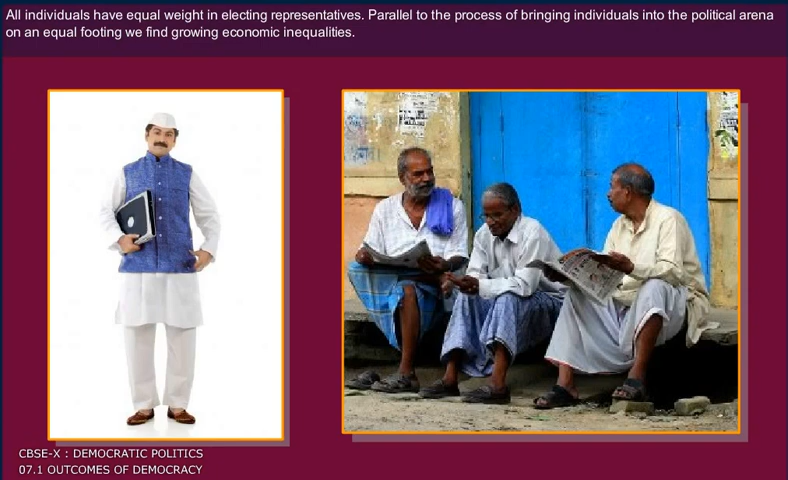 All individuals have equal weight in electing representatives. Parallel to the process of bringing individuals into the political arena
on an equal footing we find growing economic inequalities.
CBSE-X : DEMOCRATIC POLITICS
07.1 OUTCOMES OF DEMOCRACY